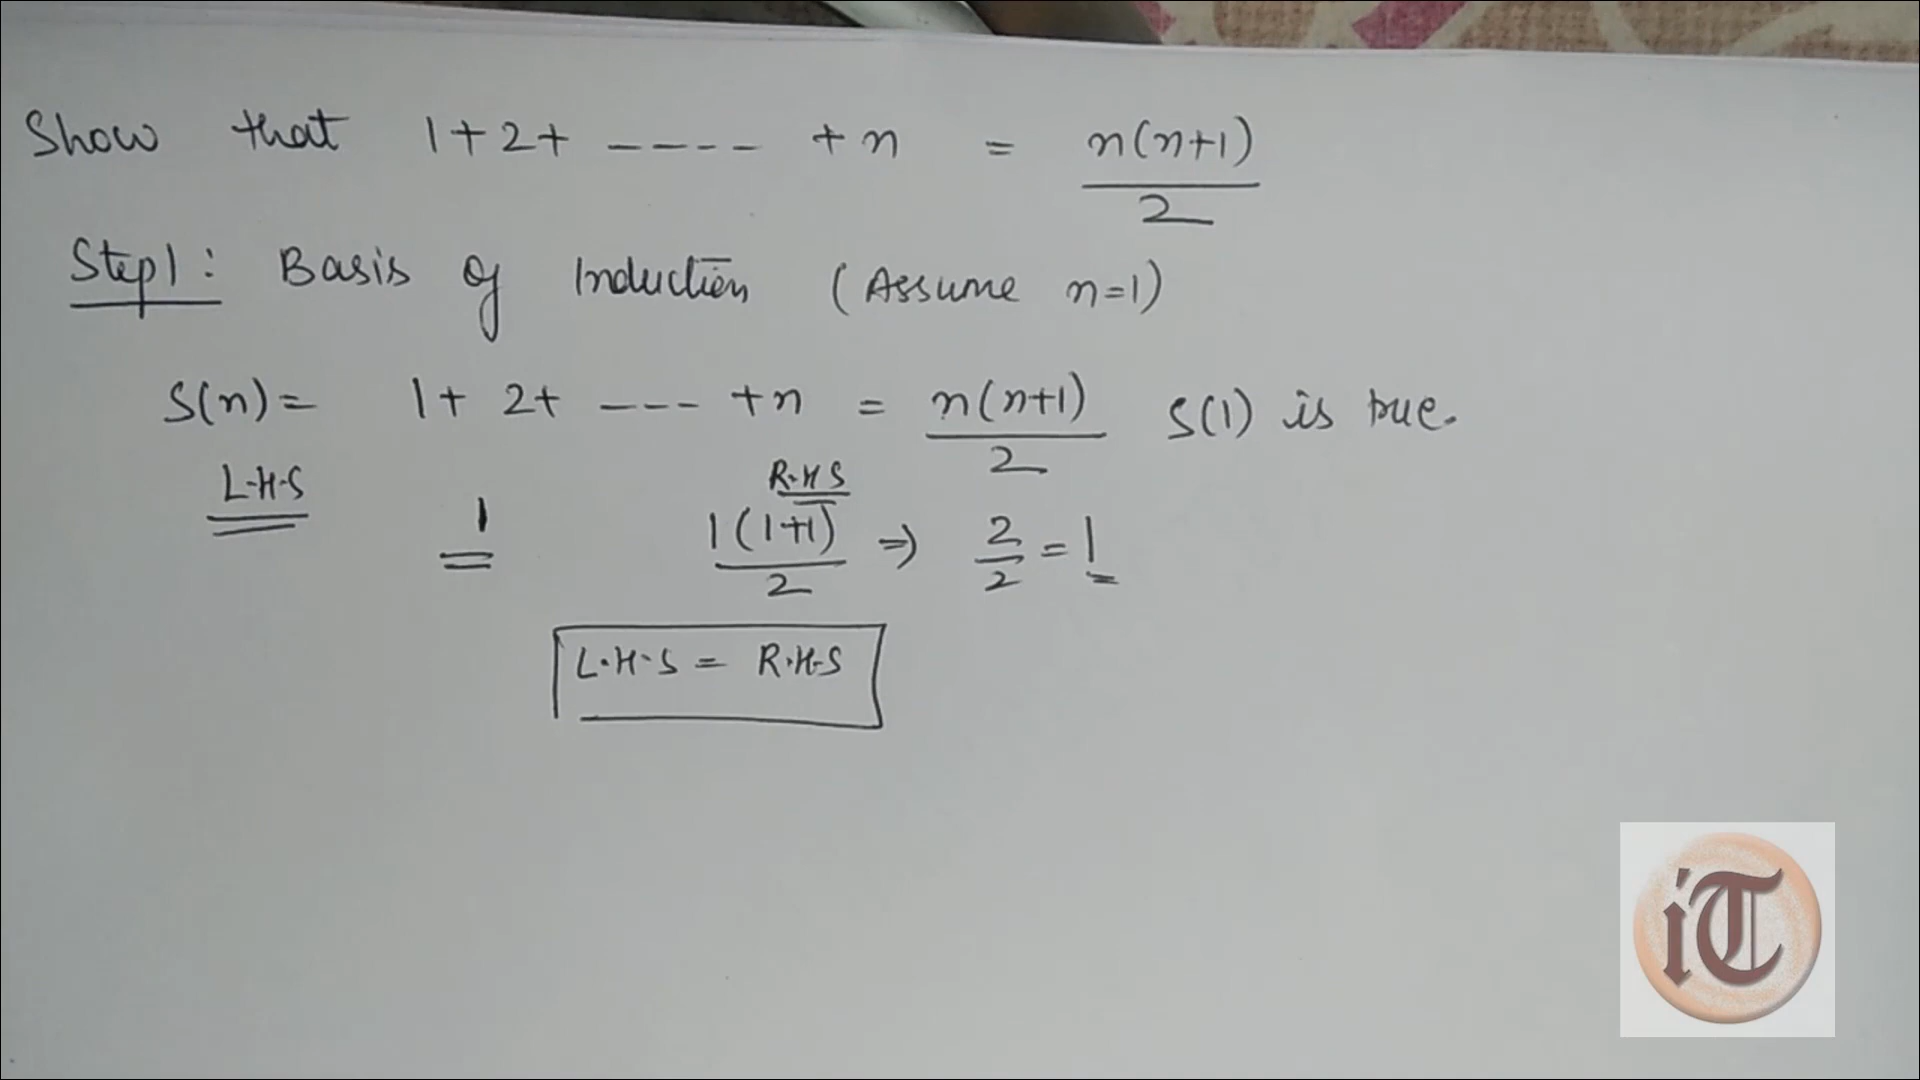 Show that 1+2+ ---- +n = n(n+1)/2
Step1: Basis of Induction (Assume n=1)
S(n)= 1+ 2+ --- +n = n(n+1)/2 S(1) is true.
L.H.S 1 R.H.S
1(1+1)/2 ⇒ 2/2 = 1
L.H.S = R.H.S
iT